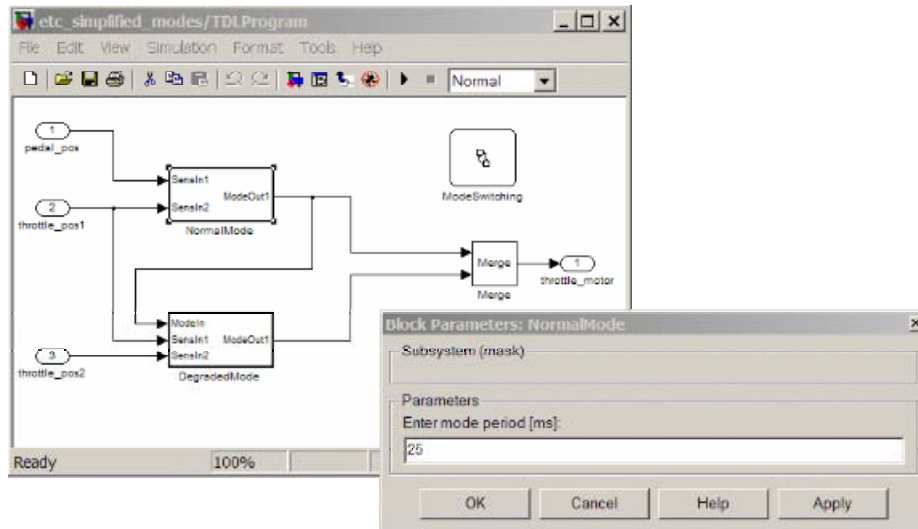 etc_simplified_modes/TDLProgram
File Edit View Simulation Format Tools Help
Normal
1
pedal_pos
SensIn1
SensIn2
ModeOut1
NormalMode
2
throttle_pos1
ModeSwitching
Merge
Merge
1
throttle_motor
ModeIn
SensIn1
SensIn2
ModeOut1
DegradedMode
3
throttle_pos2
Ready 100%
Block Parameters: NormalMode
Subsystem (mask)
Parameters
Enter mode period [ms]:
25
OK Cancel Help Apply